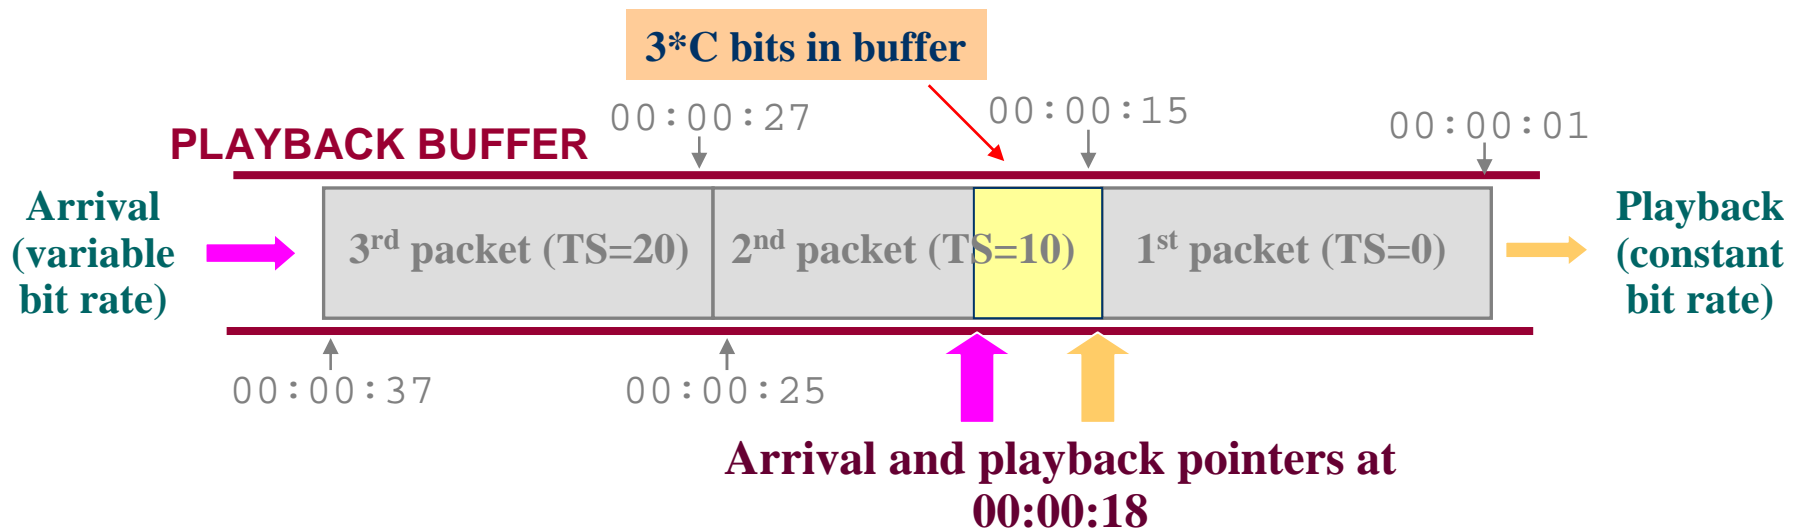 3*C bits in buffer
00:00:27
00:00:15
00:00:01
PLAYBACK BUFFER
Arrival
(variable
bit rate)
3rd packet (TS=20)
2nd packet (TS=10)
1st packet (TS=0)
Playback
(constant
bit rate)
00:00:37
00:00:25
Arrival and playback pointers at
00:00:18